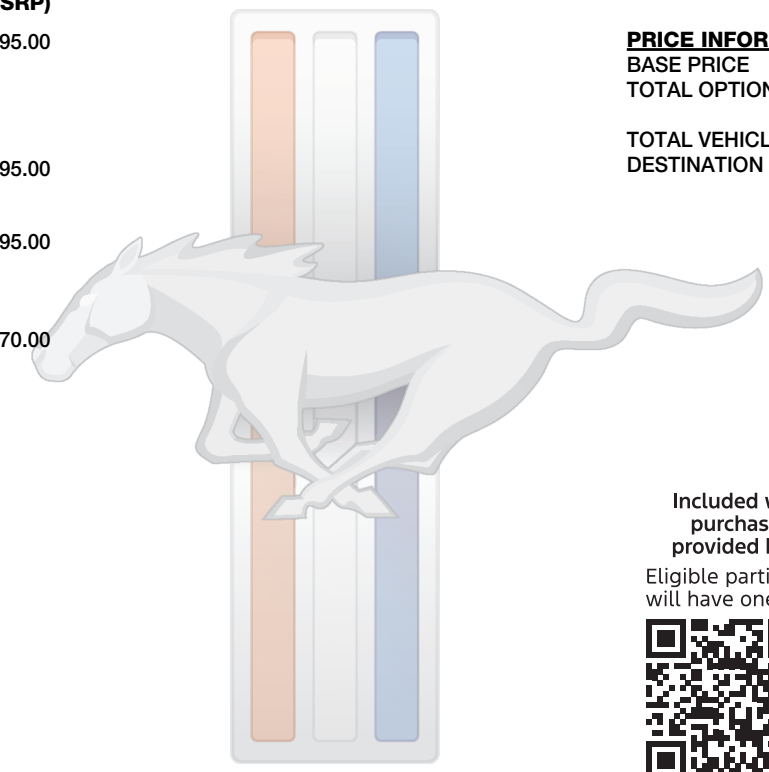 SRP)
95.00
95.00
95.00
70.00
PRICE INFOR
BASE PRICE
TOTAL OPTION
TOTAL VEHICL
DESTINATION
Included w
purchas
provided b
Eligible parti
will have one